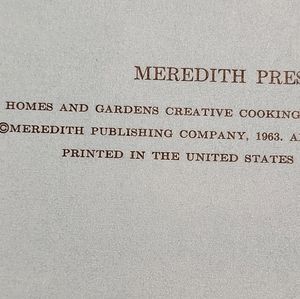 MEREDITH PRES
HOMES AND GARDENS CREATIVE COOKING
©MEREDITH PUBLISHING COMPANY, 1963. A
PRINTED IN THE UNITED STATES